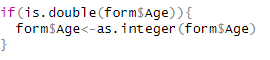 if(is.double(form$Age)){
  form$Age<-as.integer(form$Age)
}